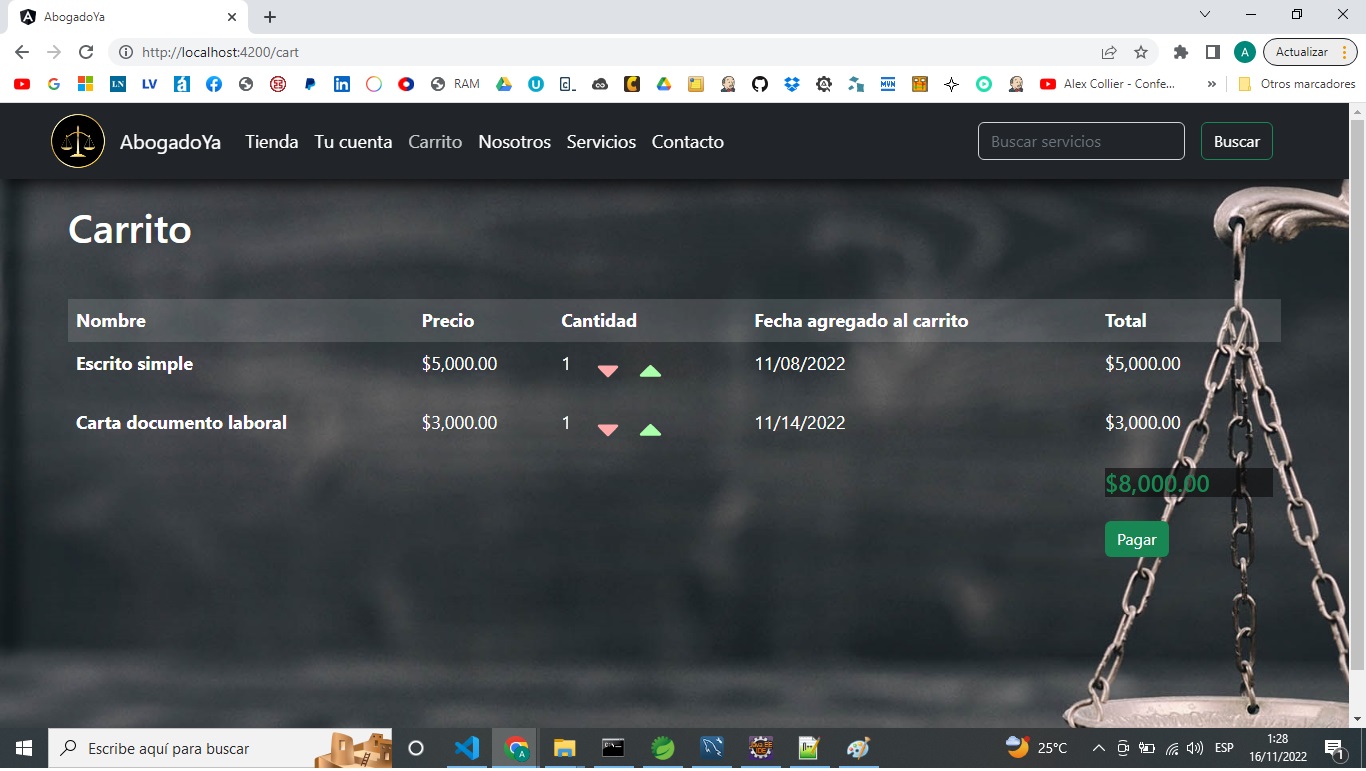 AbogadoYa
http://localhost:4200/cart
A
Actualizar
LN
LV
RAM
Alex Collier - Confe...
»
Otros marcadores
AbogadoYa Tienda Tu cuenta Carrito Nosotros Servicios Contacto
Buscar servicios
Buscar
Carrito
Nombre Precio Cantidad Fecha agregado al carrito Total
Escrito simple $5,000.00 1 11/08/2022 $5,000.00
Carta documento laboral $3,000.00 1 11/14/2022 $3,000.00
$8,000.00
Pagar
Escribe aquí para buscar
25°C
ESP
1:28
16/11/2022
1